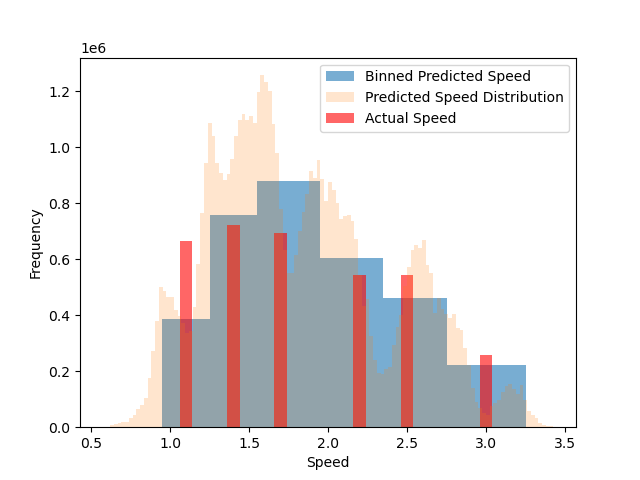 1e6
Binned Predicted Speed
Predicted Speed Distribution
Actual Speed
1.2
1.0
0.8
0.6
0.4
0.2
0.0
Frequency
0.5 1.0 1.5 2.0 2.5 3.0 3.5
Speed